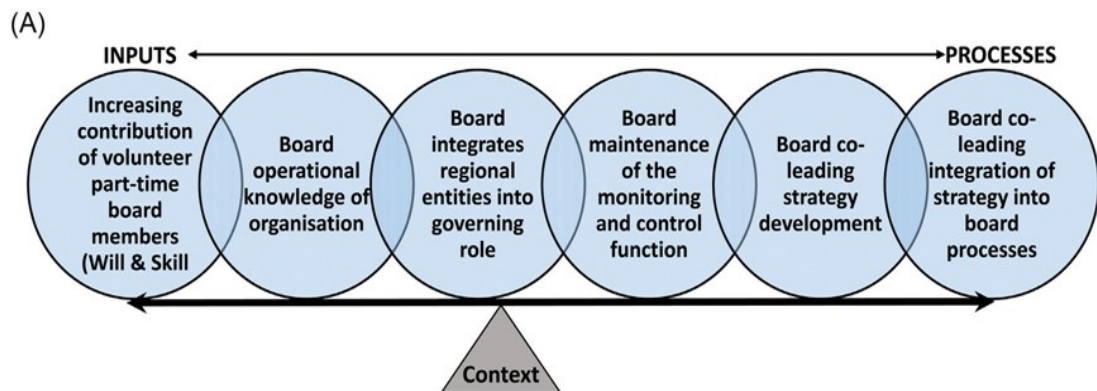 (A)
INPUTS
PROCESSES
Increasing
contribution
of volunteer
part-time
board
members
(Will & Skill
Board
operational
knowledge of
organisation
Board
integrates
regional
entities into
governing
role
Board
maintenance
of the
monitoring
and control
function
Board co-
leading
strategy
development
Board co-
leading
integration of
strategy into
board
processes
Context